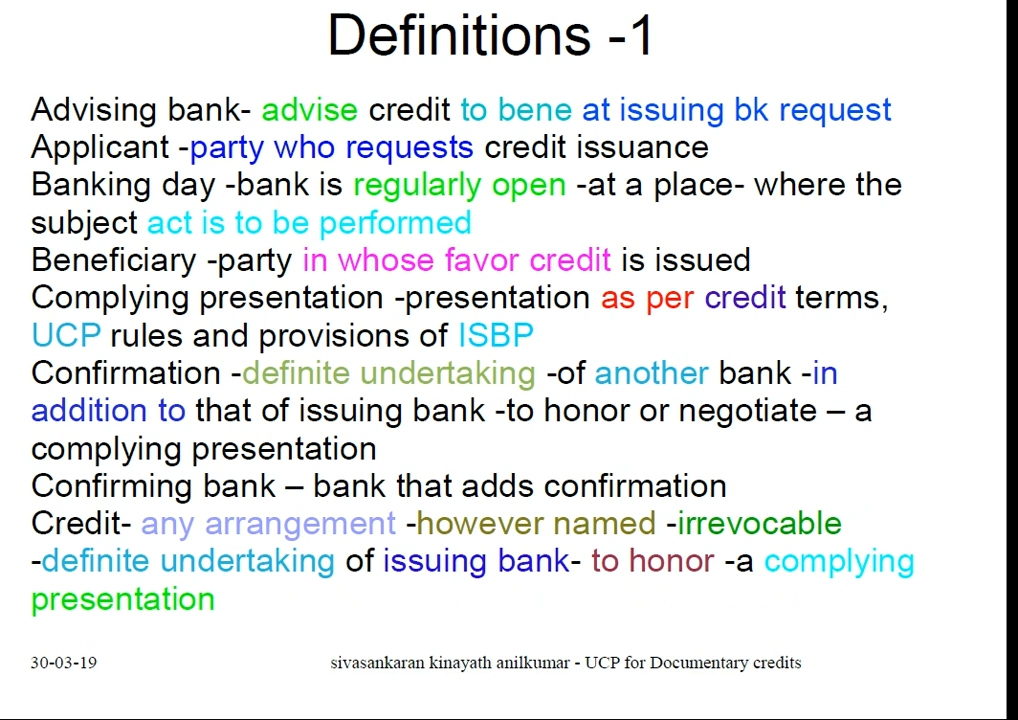 Definitions -1
Advising bank- advise credit to bene at issuing bk request
Applicant -party who requests credit issuance
Banking day -bank is regularly open -at a place- where the
subject act is to be performed
Beneficiary -party in whose favor credit is issued
Complying presentation -presentation as per credit terms,
UCP rules and provisions of ISBP
Confirmation -definite undertaking -of another bank -in
addition to that of issuing bank -to honor or negotiate – a
complying presentation
Confirming bank – bank that adds confirmation
Credit- any arrangement -however named -irrevocable
-definite undertaking of issuing bank- to honor -a complying
presentation
30-03-19 sivasankaran kinayath anilkumar - UCP for Documentary credits